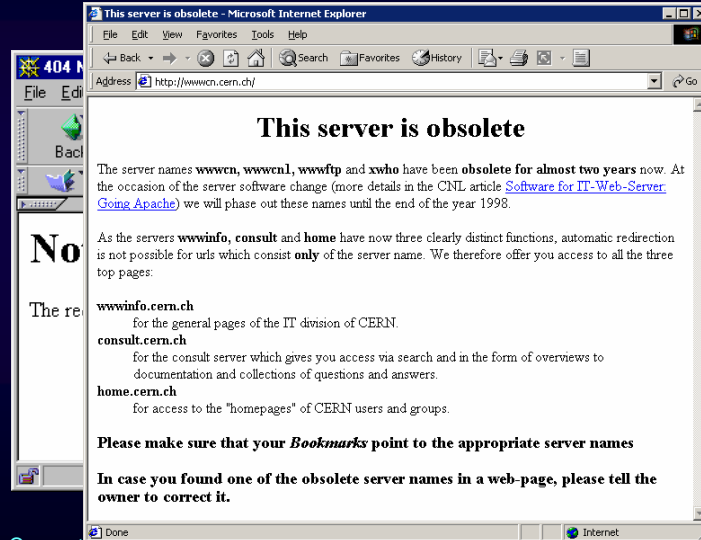 This server is obsolete - Microsoft Internet Explorer
File Edit View Favorites Tools Help
Back Search Favorites History
Address http://wwwcn.cern.ch/ Go
404 N
File Edi
Bac
No
The re
This server is obsolete
The server names wwwcn, wwwcn1, wwwftp and xwho have been obsolete for almost two years now. At
the occasion of the server software change (more details in the CNL article Software for IT-Web-Server:
Going Apache) we will phase out these names until the end of the year 1998.
As the servers wwwinfo, consult and home have now three clearly distinct functions, automatic redirection
is not possible for urls which consist only of the server name. We therefore offer you access to all the three
top pages:
wwwinfo.cern.ch
for the general pages of the IT division of CERN.
consult.cern.ch
for the consult server which gives you access via search and in the form of overviews to
documentation and collections of questions and answers.
home.cern.ch
for access to the "homepages" of CERN users and groups.
Please make sure that your Bookmarks point to the appropriate server names
In case you found one of the obsolete server names in a web-page, please tell the
owner to correct it.
Done Internet